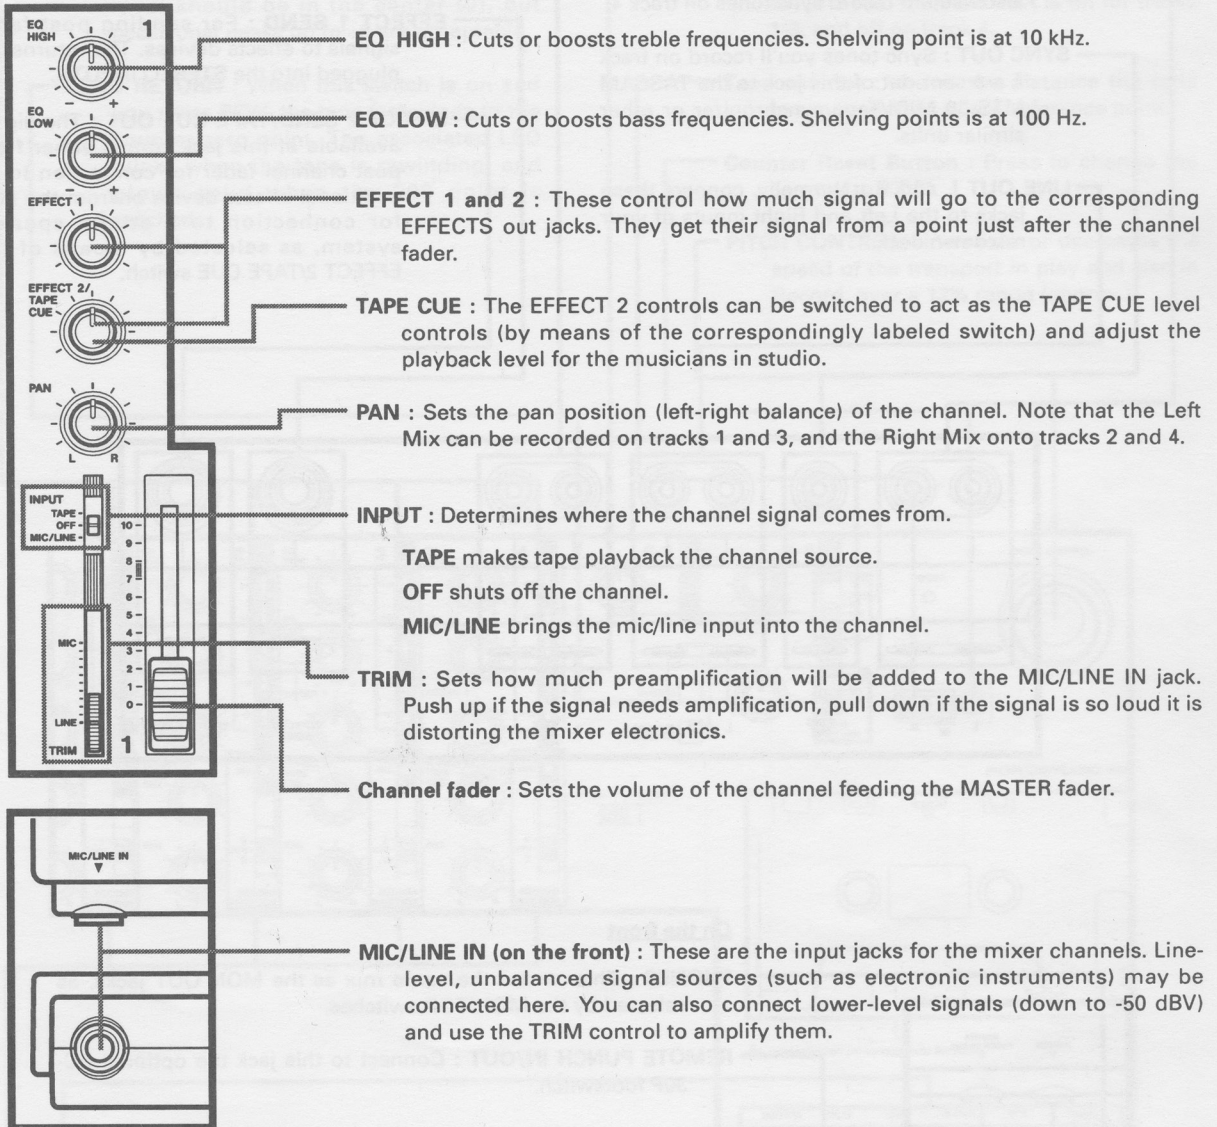 EQ
HIGH
1
EQ HIGH : Cuts or boosts treble frequencies. Shelving point is at 10 kHz.
– +
EQ
LOW
EQ LOW : Cuts or boosts bass frequencies. Shelving points is at 100 Hz.
– +
EFFECT 1
EFFECT 1 and 2 : These control how much signal will go to the corresponding
EFFECTS out jacks. They get their signal from a point just after the channel
fader.
EFFECT 2/
TAPE
CUE
TAPE CUE : The EFFECT 2 controls can be switched to act as the TAPE CUE level
controls (by means of the correspondingly labeled switch) and adjust the
playback level for the musicians in studio.
PAN
L R
PAN : Sets the pan position (left-right balance) of the channel. Note that the Left
Mix can be recorded on tracks 1 and 3, and the Right Mix onto tracks 2 and 4.
INPUT
TAPE
OFF
MIC/LINE
INPUT : Determines where the channel signal comes from.
TAPE makes tape playback the channel source.
OFF shuts off the channel.
MIC/LINE brings the mic/line input into the channel.
10
9
8
7
6
5
4
3
2
1
0
MIC
LINE
TRIM
1
TRIM : Sets how much preamplification will be added to the MIC/LINE IN jack.
Push up if the signal needs amplification, pull down if the signal is so loud it is
distorting the mixer electronics.
Channel fader : Sets the volume of the channel feeding the MASTER fader.
MIC/LINE IN
MIC/LINE IN (on the front) : These are the input jacks for the mixer channels. Line-
level, unbalanced signal sources (such as electronic instruments) may be
connected here. You can also connect lower-level signals (down to -50 dBV)
and use the TRIM control to amplify them.